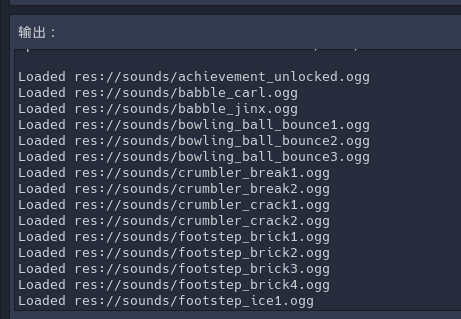 输出：
Loaded res://sounds/achievement_unlocked.ogg
Loaded res://sounds/babble_carl.ogg
Loaded res://sounds/babble_jinx.ogg
Loaded res://sounds/bowling_ball_bounce1.ogg
Loaded res://sounds/bowling_ball_bounce2.ogg
Loaded res://sounds/bowling_ball_bounce3.ogg
Loaded res://sounds/crumbler_break1.ogg
Loaded res://sounds/crumbler_break2.ogg
Loaded res://sounds/crumbler_crack1.ogg
Loaded res://sounds/crumbler_crack2.ogg
Loaded res://sounds/footstep_brick1.ogg
Loaded res://sounds/footstep_brick2.ogg
Loaded res://sounds/footstep_brick3.ogg
Loaded res://sounds/footstep_brick4.ogg
Loaded res://sounds/footstep_ice1.ogg